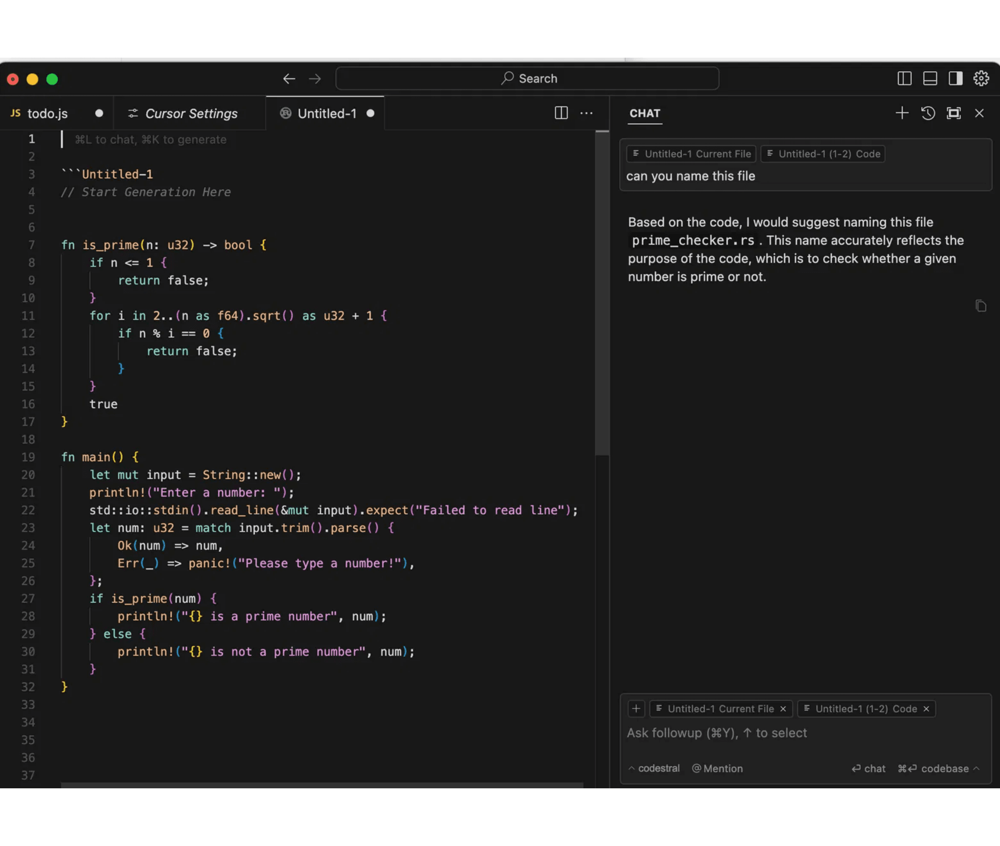 Search
JS todo.js
Cursor Settings
Untitled-1
CHAT
1 ⌘L to chat, ⌘K to generate
2
3 ```Untitled-1
4 // Start Generation Here
5
6
7 fn is_prime(n: u32) -> bool {
8     if n <= 1 {
9         return false;
10     }
11     for i in 2..(n as f64).sqrt() as u32 + 1 {
12         if n % i == 0 {
13             return false;
14         }
15     }
16     true
17 }
18
19 fn main() {
20     let mut input = String::new();
21     println!("Enter a number: ");
22     std::io::stdin().read_line(&mut input).expect("Failed to read line");
23     let num: u32 = match input.trim().parse() {
24         Ok(num) => num,
25         Err(_) => panic!("Please type a number!"),
26     };
27     if is_prime(num) {
28         println!("{} is a prime number", num);
29     } else {
30         println!("{} is not a prime number", num);
31     }
32 }
33
34
35
36
37
Untitled-1 Current File Untitled-1 (1-2) Code
can you name this file
Based on the code, I would suggest naming this file
prime_checker.rs . This name accurately reflects the
purpose of the code, which is to check whether a given
number is prime or not.
Untitled-1 Current File × Untitled-1 (1-2) Code ×
Ask followup (⌘Y), ↑ to select
codestral @ Mention ⏎ chat ⌘⏎ codebase